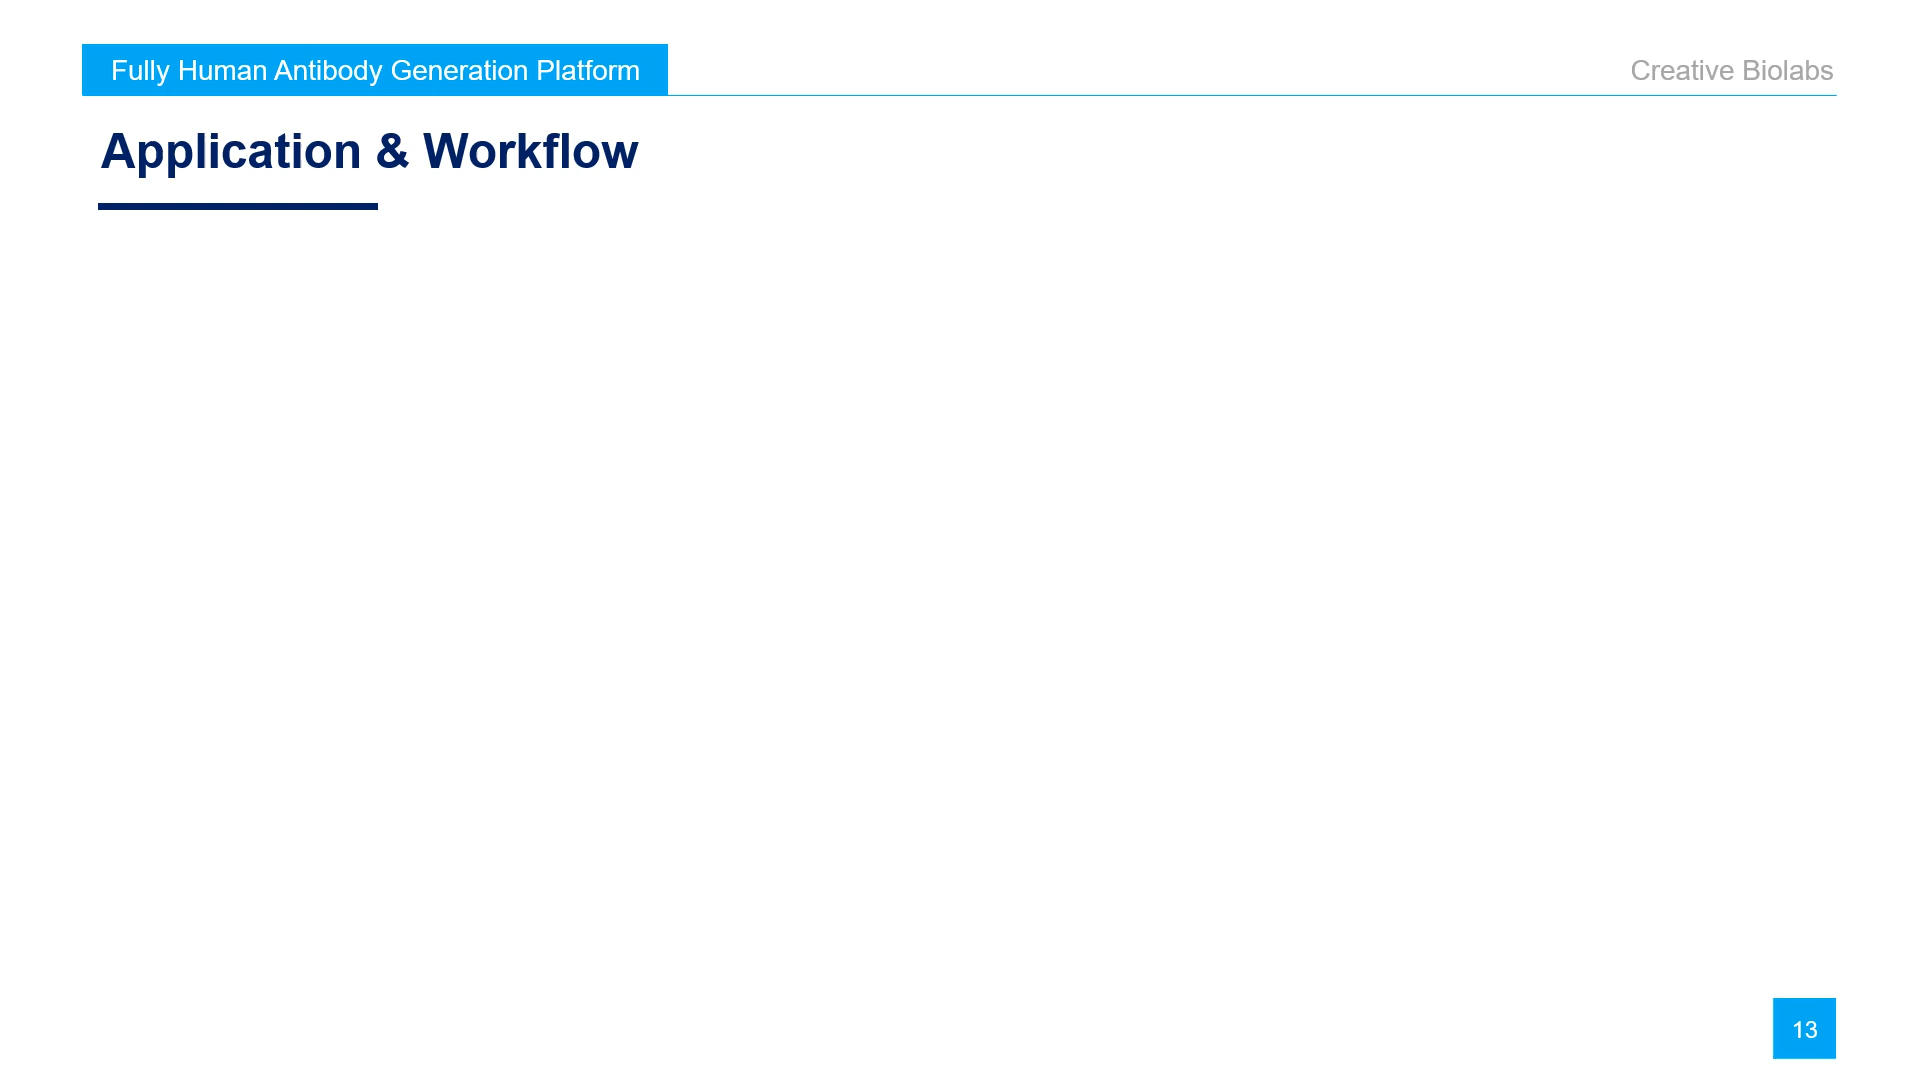 Fully Human Antibody Generation Platform
Creative Biolabs
Application & Workflow
13